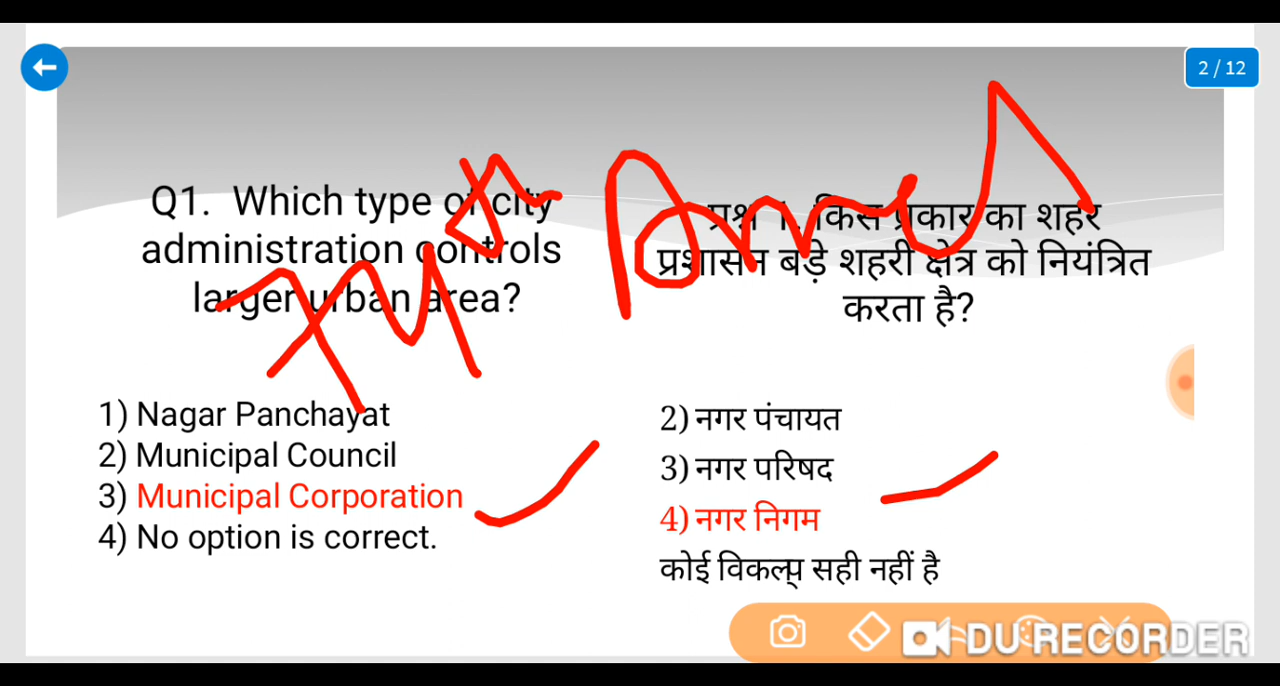 2 / 12
Q1. Which type of city
administration controls
larger urban area?
प्रश्न 1. किस प्रकार का शहर
प्रशासन बड़े शहरी क्षेत्र को नियंत्रित
करता है?
1) Nagar Panchayat
2) Municipal Council
3) Municipal Corporation
4) No option is correct.
2) नगर पंचायत
3) नगर परिषद
4) नगर निगम
कोई विकल्प् सही नहीं है
DU RECORDER